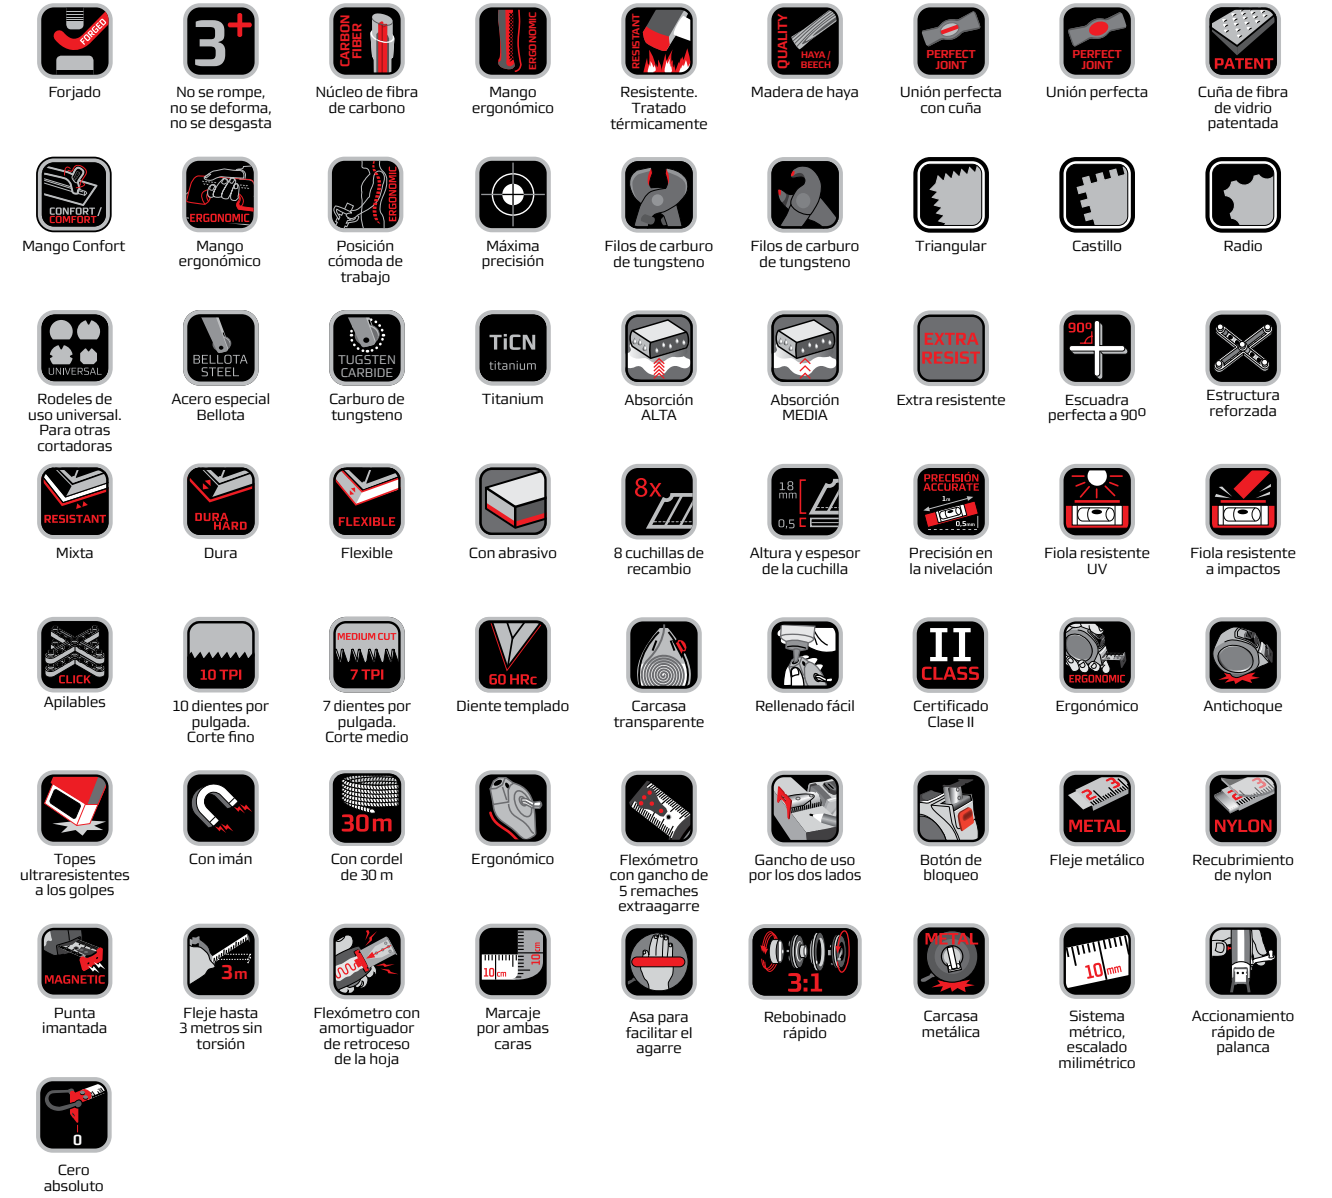 FORGED
Forjado
3+
No se rompe,
no se deforma,
no se desgasta
CARBON
FIBER
Núcleo de fibra
de carbono
ERGONOMIC
Mango
ergonómico
RESISTANT
Resistente.
Tratado
térmicamente
QUALITY
HAYA /
BEECH
Madera de haya
PERFECT
JOINT
Unión perfecta
con cuña
PERFECT
JOINT
Unión perfecta
PATENT
Cuña de fibra
de vidrio
patentada
CONFORT /
COMFORT
Mango Confort
ERGONOMIC
Mango
ergonómico
ERGONOMIC
Posición
cómoda de
trabajo
Máxima
precisión
Filos de carburo
de tungsteno
Filos de carburo
de tungsteno
Triangular
Castillo
Radio
UNIVERSAL
Rodeles de
uso universal.
Para otras
cortadoras
BELLOTA
STEEL
Acero especial
Bellota
TUGSTEN
CARBIDE
Carburo de
tungsteno
TiCN
titanium
Titanium
Absorción
ALTA
Absorción
MEDIA
EXTRA
RESIST
Extra resistente
90º
Escuadra
perfecta a 90º
Estructura
reforzada
RESISTANT
Mixta
DURA
HARD
Dura
FLEXIBLE
Flexible
Con abrasivo
8x
8 cuchillas de
recambio
18
mm
0,5
Altura y espesor
de la cuchilla
PRECISIÓN
ACCURATE
1m
0,5mm
Precisión en
la nivelación
Fiola resistente
UV
Fiola resistente
a impactos
CLICK
Apilables
10 TPI
10 dientes por
pulgada.
Corte fino
MEDIUM CUT
7 TPI
7 dientes por
pulgada.
Corte medio
60 HRc
Diente templado
Carcasa
transparente
Rellenado fácil
II
CLASS
Certificado
Clase II
ERGONOMIC
Ergonómico
Antichoque
Topes
ultraresistentes
a los golpes
Con imán
30m
Con cordel
de 30 m
Ergonómico
Flexómetro
con gancho de
5 remaches
extraagarre
Gancho de uso
por los dos lados
Botón de
bloqueo
2 3
METAL
Fleje metálico
2 3
NYLON
Recubrimiento
de nylon
MAGNETIC
Punta
imantada
3m
Fleje hasta
3 metros sin
torsión
Flexómetro con
amortiguador
de retroceso
de la hoja
10 cm
10 cm
Marcaje
por ambas
caras
Asa para
facilitar el
agarre
3:1
Rebobinado
rápido
METAL
Carcasa
metálica
10 mm
Sistema
métrico,
escalado
milimétrico
Accionamiento
rápido de
palanca
0
Cero
absoluto